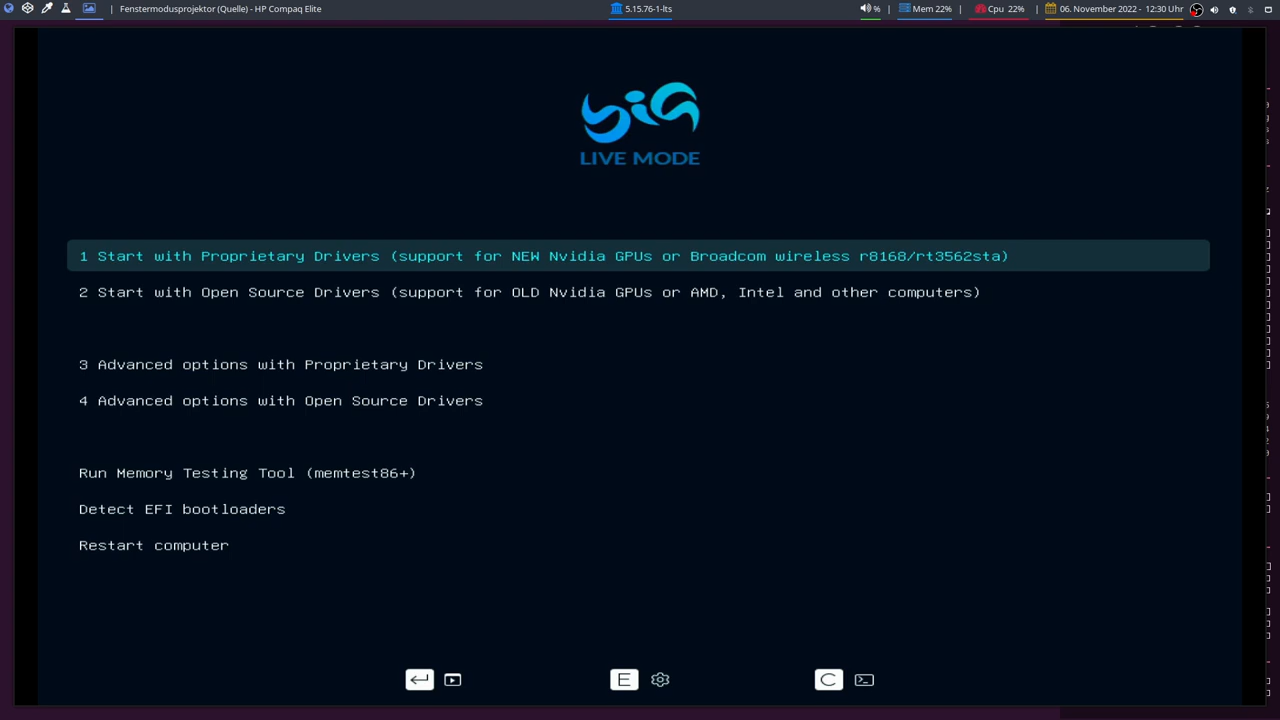 Fenstermodusprojektor (Quelle) - HP Compaq Elite
5.15.76-1-lts
%
Mem 22%
Cpu 22%
06. November 2022 - 12:30 Uhr
big
LIVE MODE
1 Start with Proprietary Drivers (support for NEW Nvidia GPUs or Broadcom wireless r8168/rt3562sta)
2 Start with Open Source Drivers (support for OLD Nvidia GPUs or AMD, Intel and other computers)
3 Advanced options with Proprietary Drivers
4 Advanced options with Open Source Drivers
Run Memory Testing Tool (memtest86+)
Detect EFI bootloaders
Restart computer
E
C